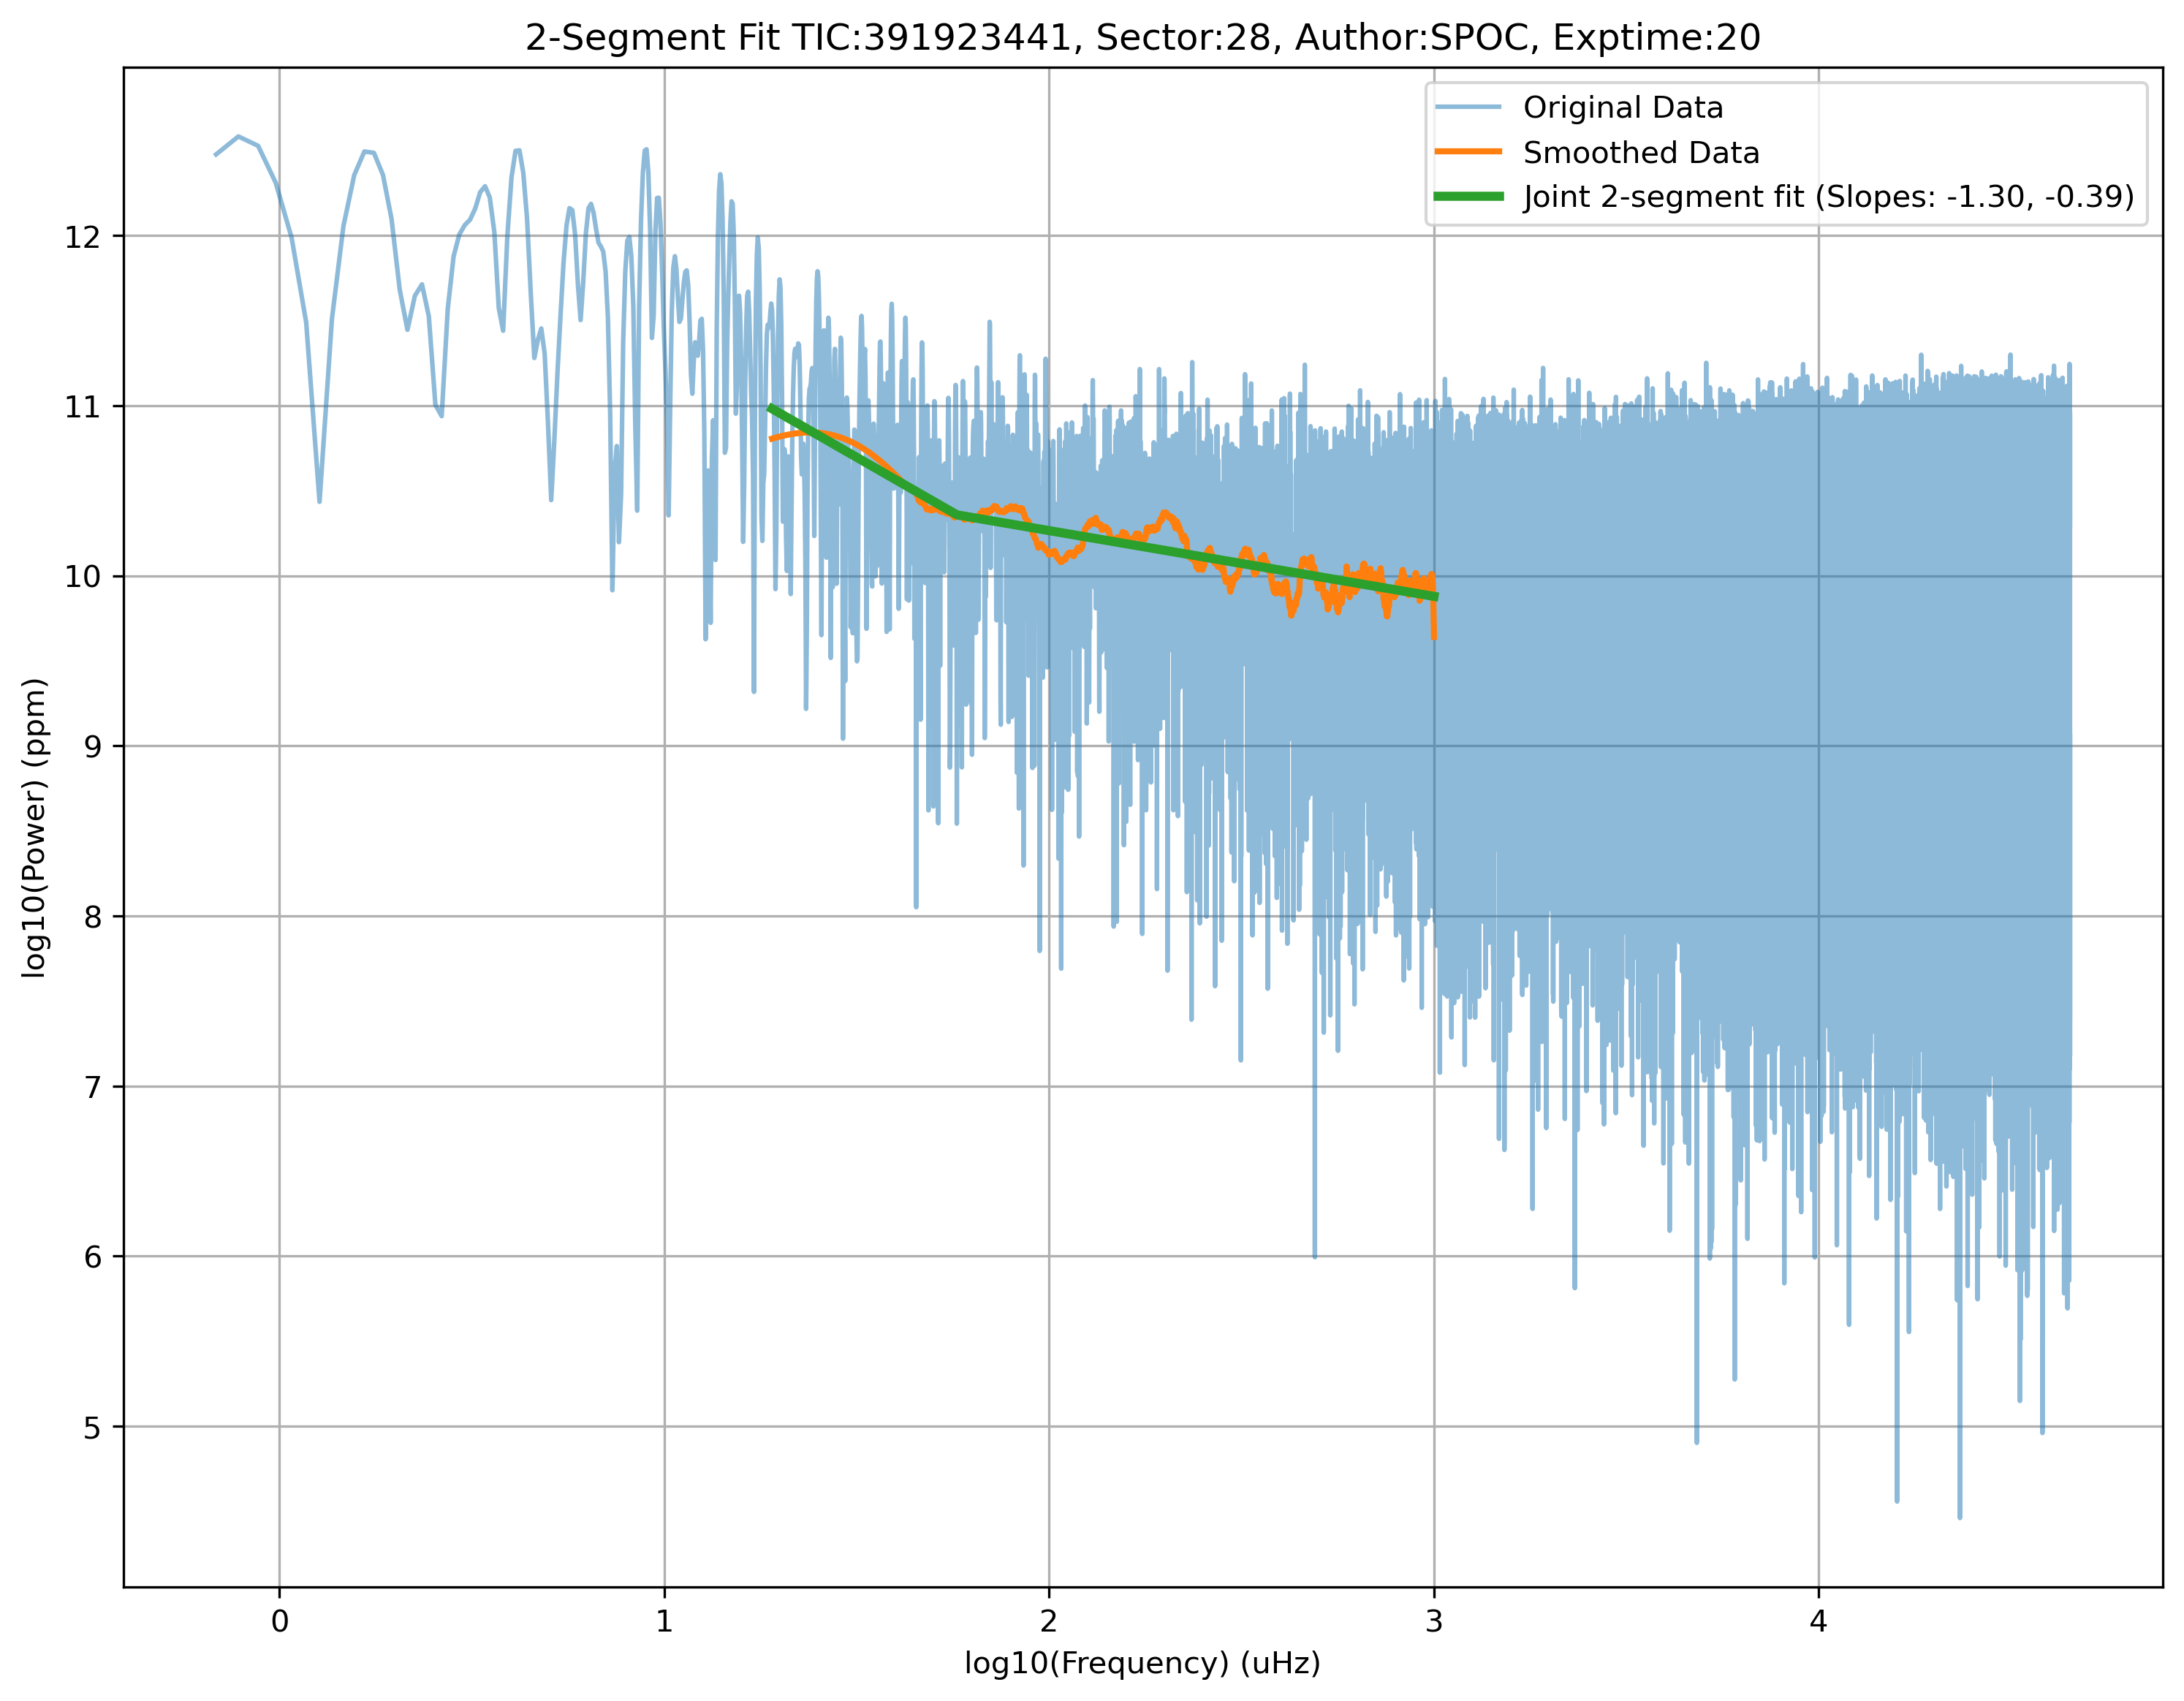 2-Segment Fit TIC:391923441, Sector:28, Author:SPOC, Exptime:20
Original Data
Smoothed Data
Joint 2-segment fit (Slopes: -1.30, -0.39)
log10(Power) (ppm)
12
11
10
9
8
7
6
5
0 1 2 3 4
log10(Frequency) (uHz)